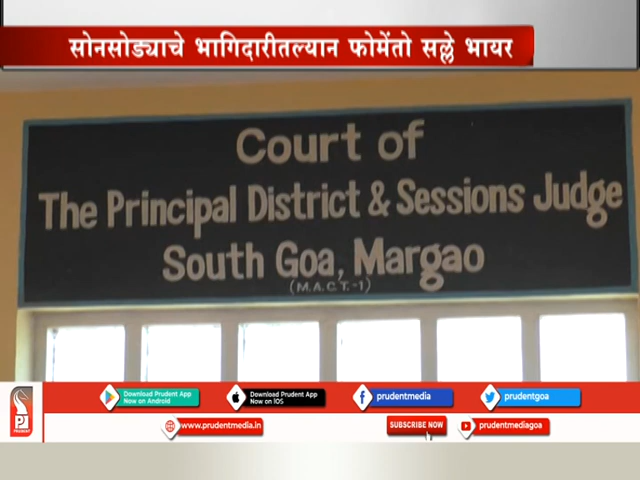 सोनसोड्याचे भागिदारीतल्यान फोमेंतो सल्ले भायर
Court of
The Principal District & Sessions Judge
South Goa, Margao
(M.A.C.T.-1)
Download Prudent App
Now on Android
Download Prudent App
Now on IOS
prudentmedia
prudentgoa
PRUDENT
www.prudentmedia.in
SUBSCRIBE NOW
prudentmediagoa